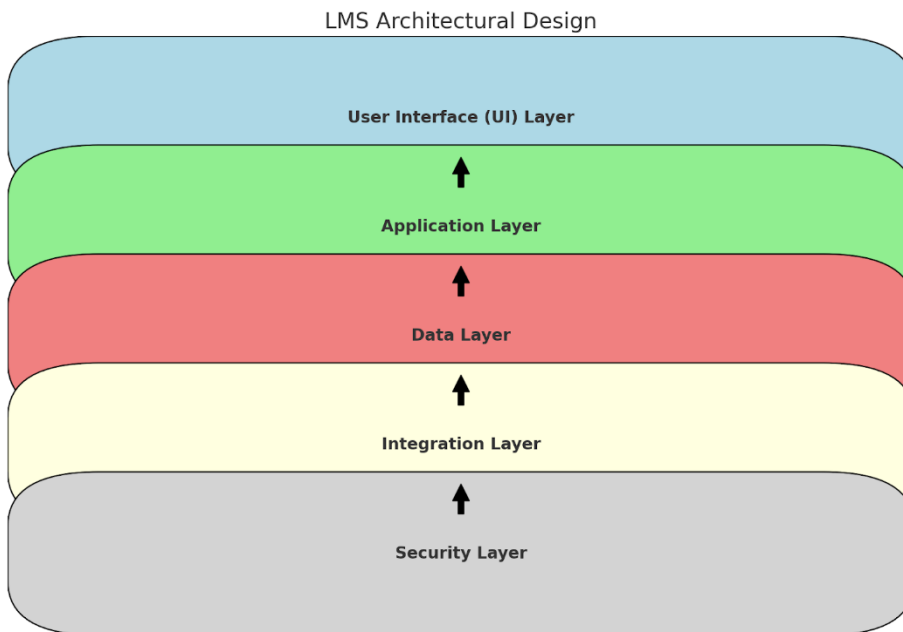 LMS Architectural Design
User Interface (UI) Layer
Application Layer
Data Layer
Integration Layer
Security Layer